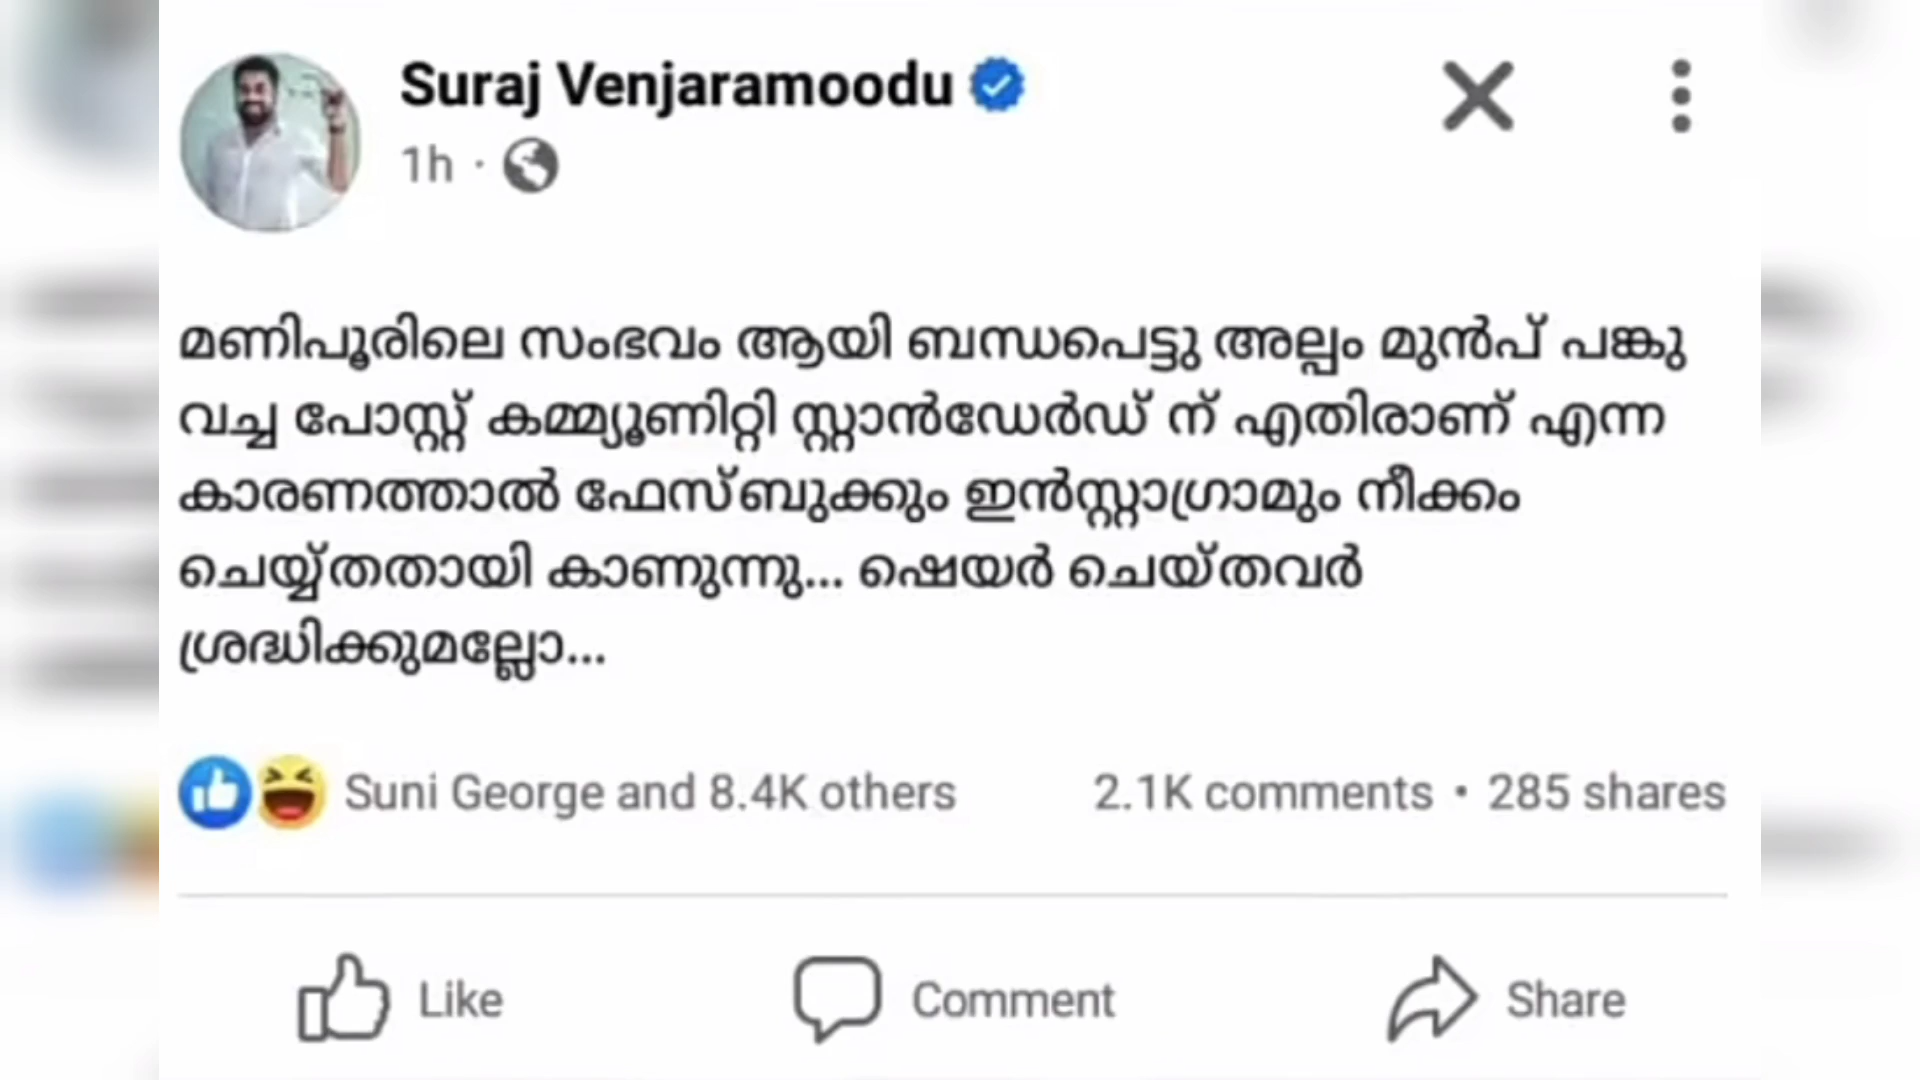 Suraj Venjaramoodu
1h ·
മണിപൂരിലെ സംഭവം ആയി ബന്ധപെട്ടു അല്പം മുൻപ് പങ്കു
വച്ച പോസ്റ്റ് കമ്മ്യൂണിറ്റി സ്റ്റാൻഡേർഡ് ന് എതിരാണ് എന്ന
കാരണത്താൽ ഫേസ്ബുക്കും ഇൻസ്റ്റാഗ്രാമും നീക്കം
ചെയ്യ്തതായി കാണുന്നു... ഷെയർ ചെയ്തവർ
ശ്രദ്ധിക്കുമല്ലോ...
Suni George and 8.4K others 2.1K comments • 285 shares
Like Comment Share